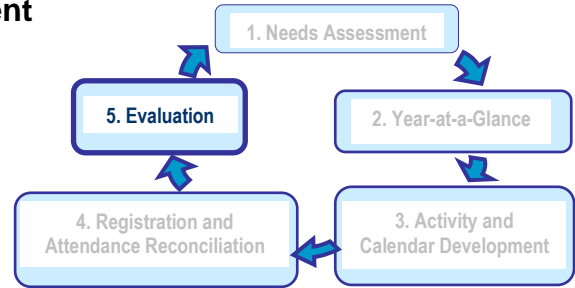 ent
1. Needs Assessment
5. Evaluation
2. Year-at-a-Glance
4. Registration and
Attendance Reconciliation
3. Activity and
Calendar Development